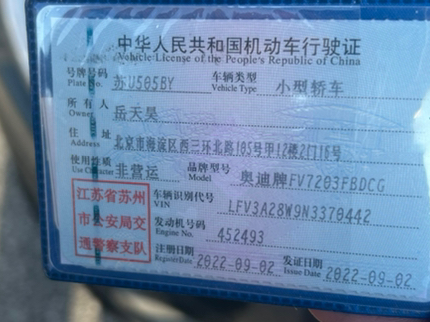 中华人民共和国机动车行驶证
Vehicle License of the People's Republic of China
号牌号码 苏U505BY 车辆类型 小型轿车
Plate No. Vehicle Type
所有人 岳天昊
Owner
住址 北京市海淀区西三环北路105号甲12楼2门16号
Address
使用性质 非营运 品牌型号 奥迪牌FV7203FBDCG
Use Character Model
江苏省苏州
市公安局交
通警察支队
车辆识别代号 LFV3A28W9N3370442
VIN
发动机号码 452493
Engine No.
注册日期 2022-09-02 发证日期 2022-09-02
Register Date Issue Date